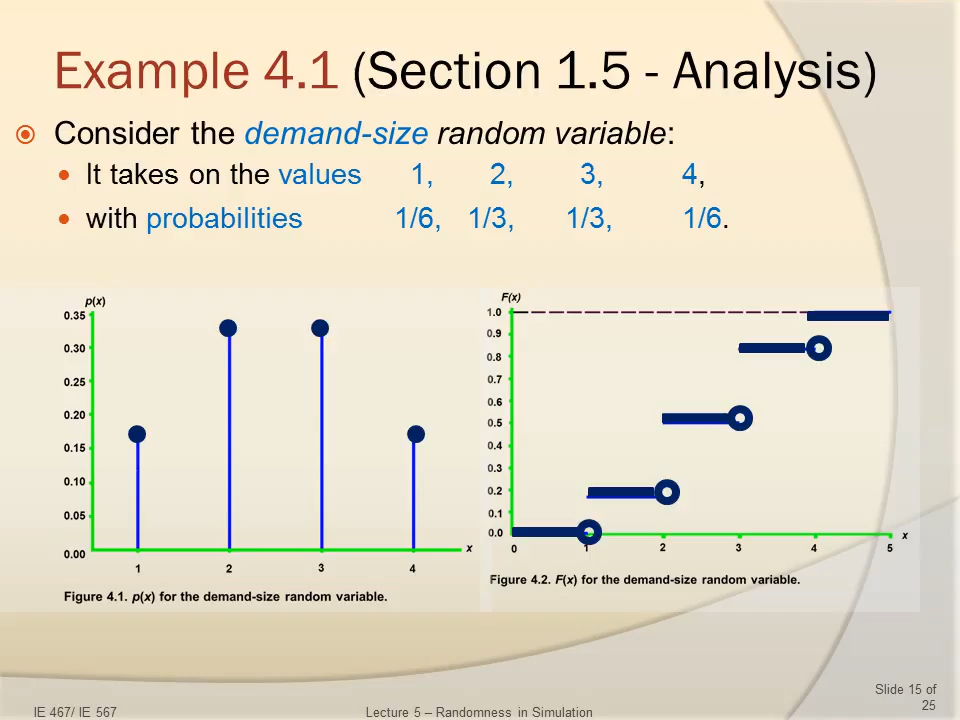 Example 4.1 (Section 1.5 - Analysis)
Consider the demand-size random variable:
It takes on the values 1, 2, 3, 4,
with probabilities 1/6, 1/3, 1/3, 1/6.
p(x)
0.35
0.30
0.25
0.20
0.15
0.10
0.05
0.00
1 2 3 4
x
Figure 4.1. p(x) for the demand-size random variable.
F(x)
1.0
0.9
0.8
0.7
0.6
0.5
0.4
0.3
0.2
0.1
0.0
0 1 2 3 4 5
x
Figure 4.2. F(x) for the demand-size random variable.
IE 467/ IE 567
Lecture 5 – Randomness in Simulation
Slide 15 of
25